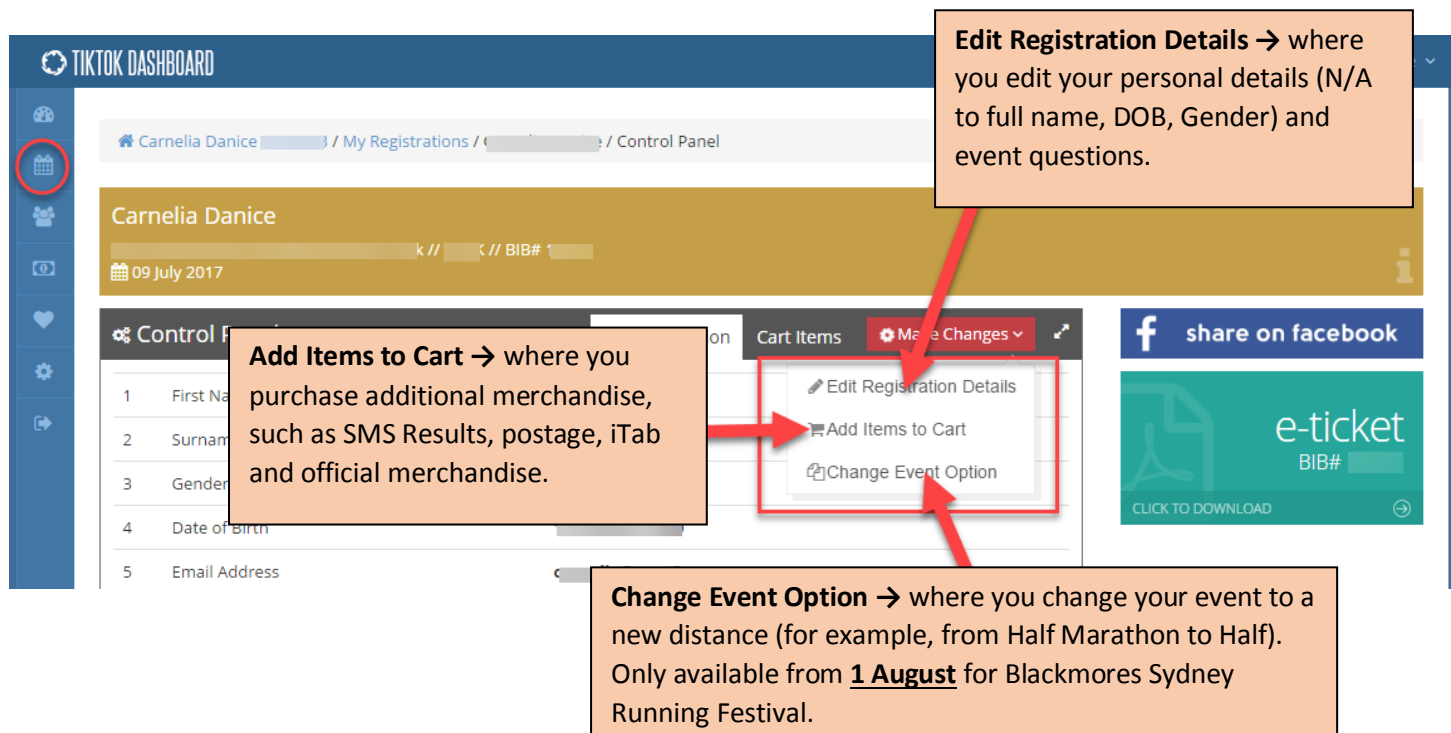 TIKTOK DASHBOARD
Edit Registration Details → where
you edit your personal details (N/A
to full name, DOB, Gender) and
event questions.
Carnelia Danice / My Registrations / / Control Panel
Carnelia Danice
// // BIB#
09 July 2017
Control
Cart Items
Changes
share on facebook
Add Items to Cart → where you
purchase additional merchandise,
such as SMS Results, postage, iTab
and official merchandise.
1 First
2
3 Gender
4 Date of Birth
5 Email Address
Edit Registration Details
Add Items to Cart
Change Event Option
e-ticket
BIB#
CLICK TO DOWNLOAD
Change Event Option → where you change your event to a
new distance (for example, from Half Marathon to Half).
Only available from 1 August for Blackmores Sydney
Running Festival.